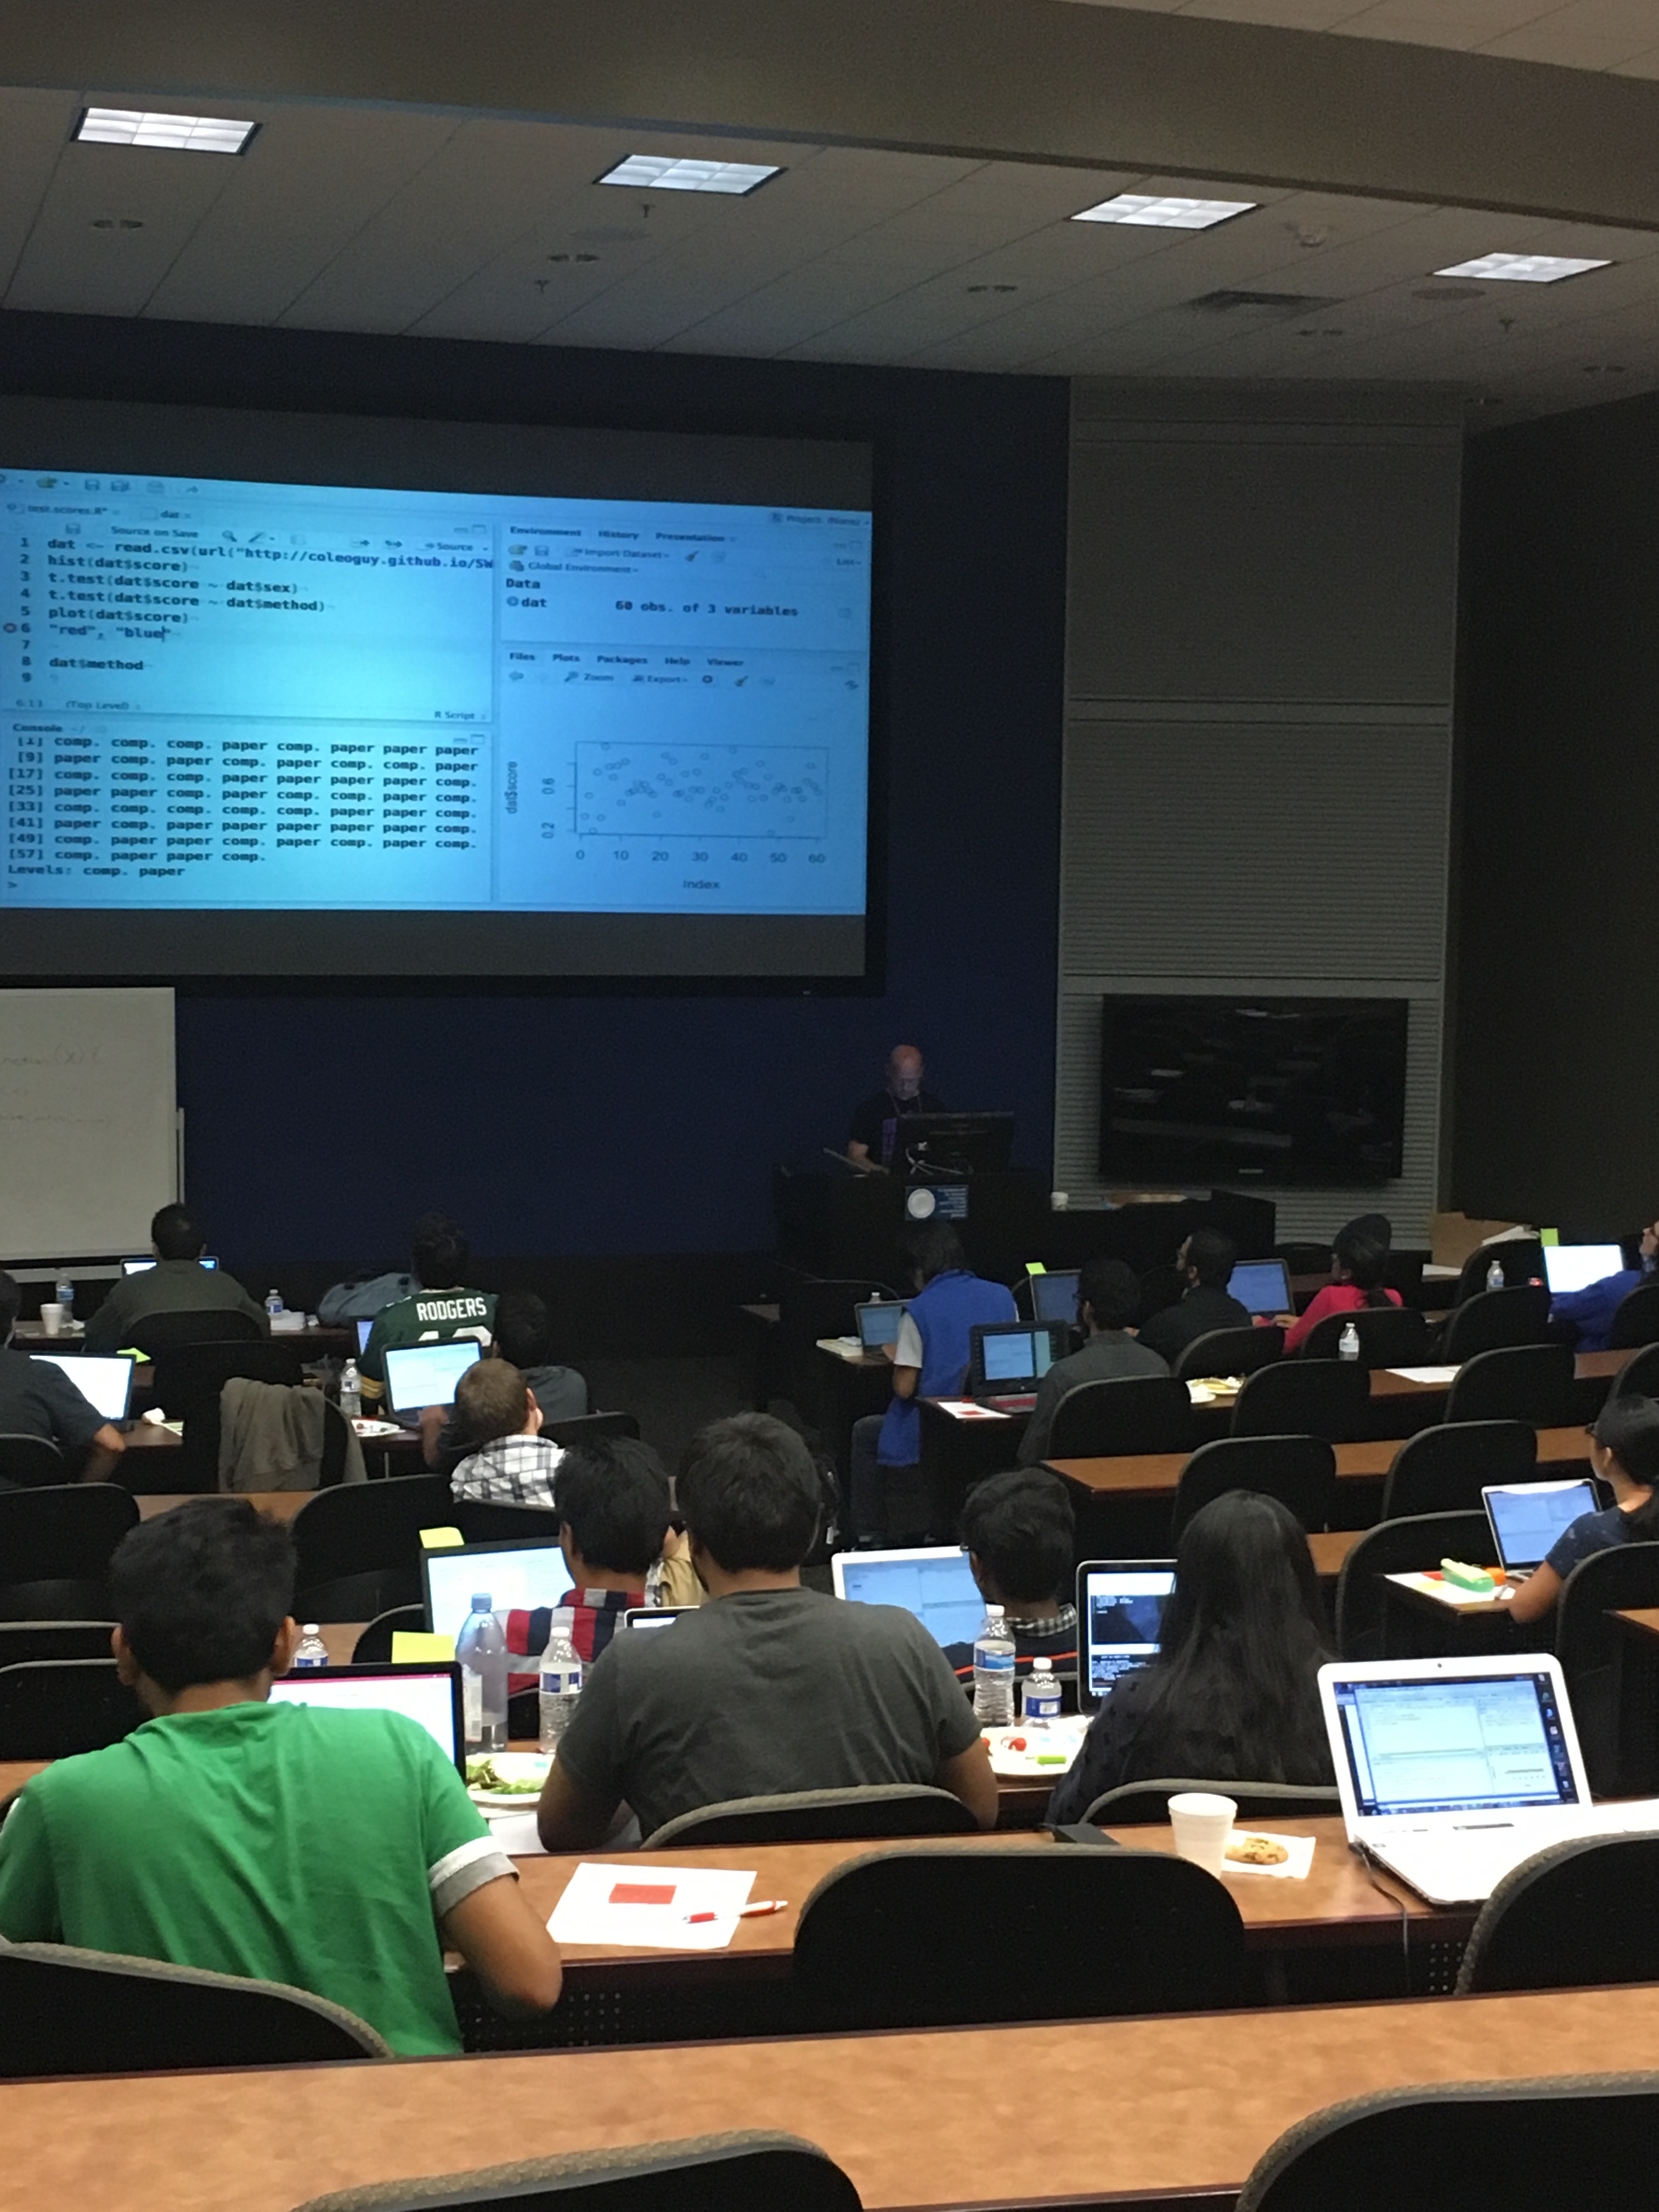 test.scores.R*
dat
Project: (None)
Source on Save
Source
1 dat <- read.csv(url("http://coleoguy.github.io/SW
2 hist(dat$score)
3 t.test(dat$score ~ dat$sex)
4 t.test(dat$score ~ dat$method)
5 plot(dat$score)
6 "red", "blue"
7
8 dat$method
9
6:13 (Top Level)
R Script
Console
[1] comp. comp. comp. paper comp. paper paper paper
[9] paper comp. paper comp. paper comp. comp. paper
[17] comp. comp. comp. paper paper paper paper comp.
[25] paper paper comp. paper comp. comp. paper comp.
[33] comp. comp. comp. comp. comp. paper paper comp.
[41] paper comp. paper paper paper paper paper comp.
[49] comp. comp. comp. paper comp. paper comp.
[57] comp. paper paper comp.
Levels: comp. paper
>
Environment History Presentation
Import Dataset
List
Global Environment
Data
dat 60 obs. of 3 variables
Files Plots Packages Help Viewer
Zoom Export
dat$score
0.6
0.2
0 10 20 30 40 50 60
Index
RODGERS